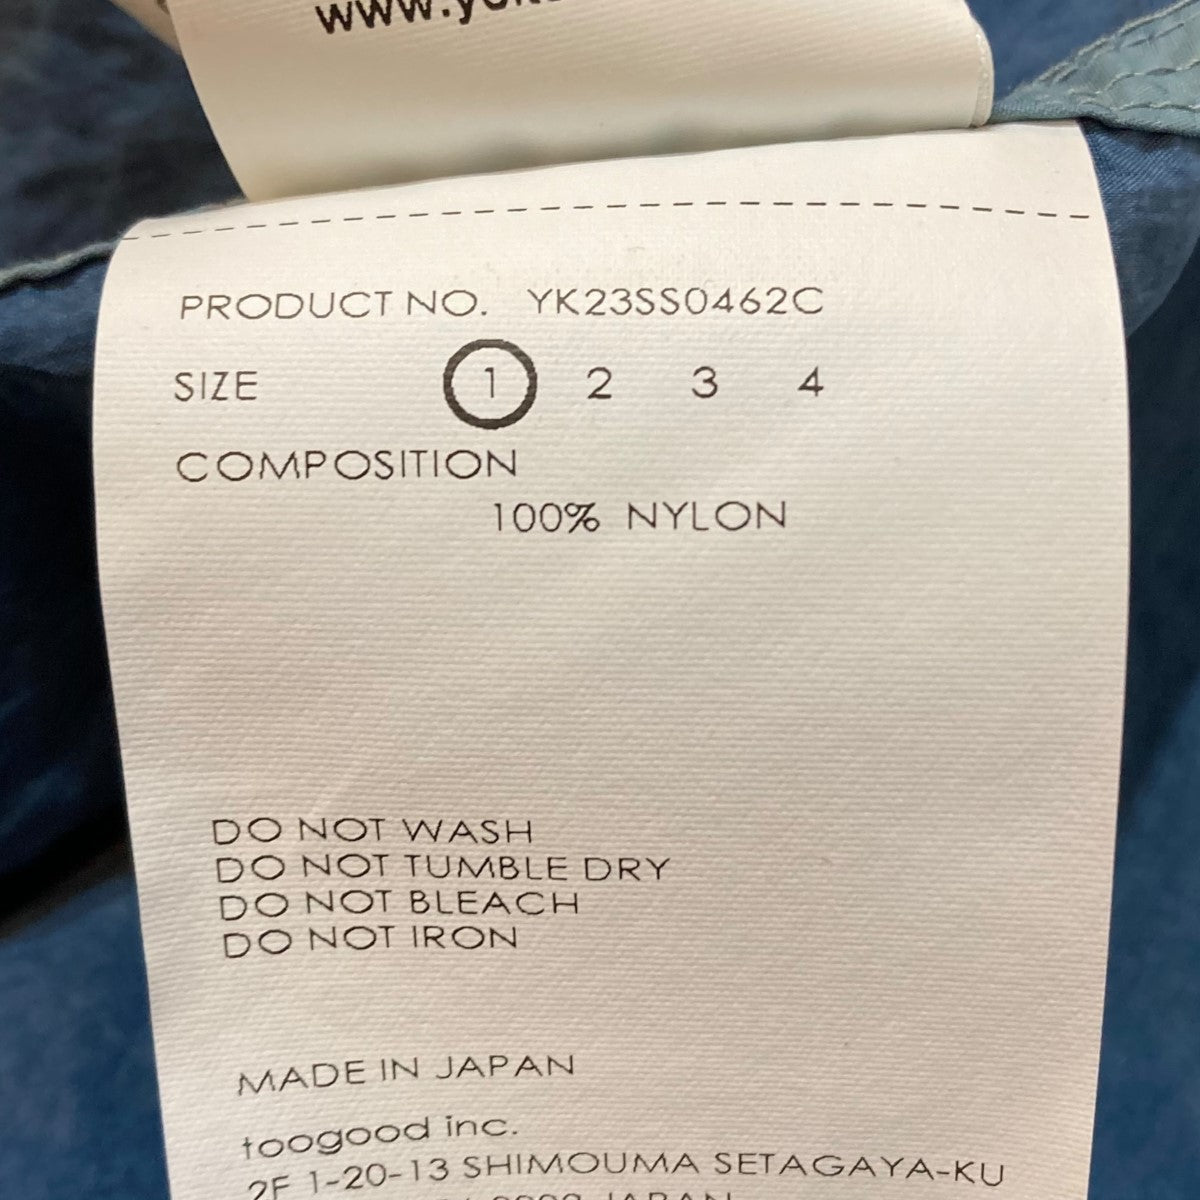 PRODUCT NO. YK23SS0462C
SIZE 1 2 3 4
COMPOSITION
100% NYLON
DO NOT WASH
DO NOT TUMBLE DRY
DO NOT BLEACH
DO NOT IRON
MADE IN JAPAN
toogood inc.
2F 1-20-13 SHIMOUMA SETAGAYA-KU
JAPAN